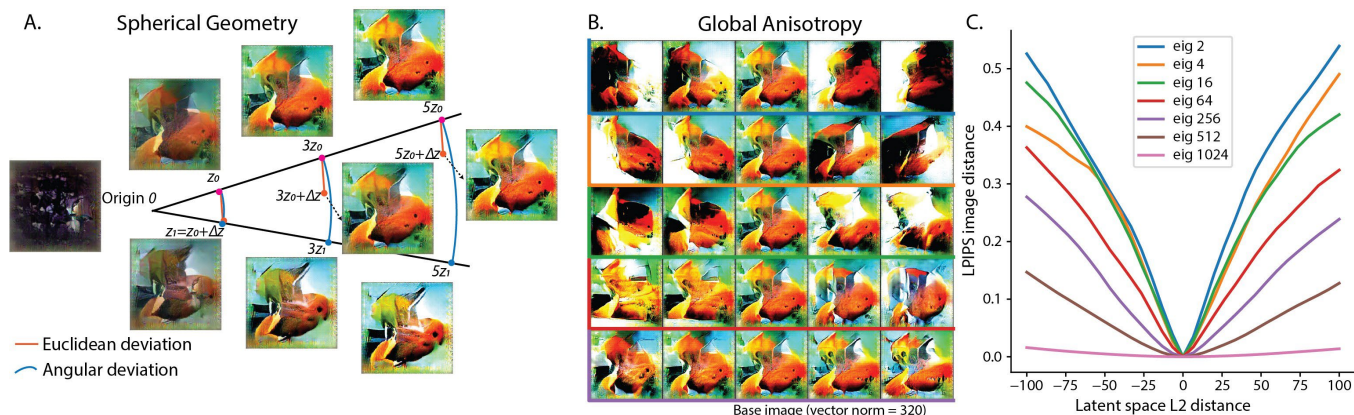 A. Spherical Geometry
Origin 0
z₀
3z₀
5z₀
z₁=z₀+Δz
3z₀+Δz
5z₀+Δz
3z₁
5z₁
Euclidean deviation
Angular deviation
B. Global Anisotropy
Base image (vector norm = 320)
C.
LPIPS image distance
0.5
0.4
0.3
0.2
0.1
0.0
eig 2
eig 4
eig 16
eig 64
eig 256
eig 512
eig 1024
−100 −75 −50 −25 0 25 50 75 100
Latent space L2 distance